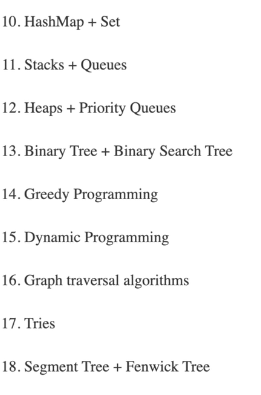 10. HashMap + Set
11. Stacks + Queues
12. Heaps + Priority Queues
13. Binary Tree + Binary Search Tree
14. Greedy Programming
15. Dynamic Programming
16. Graph traversal algorithms
17. Tries
18. Segment Tree + Fenwick Tree